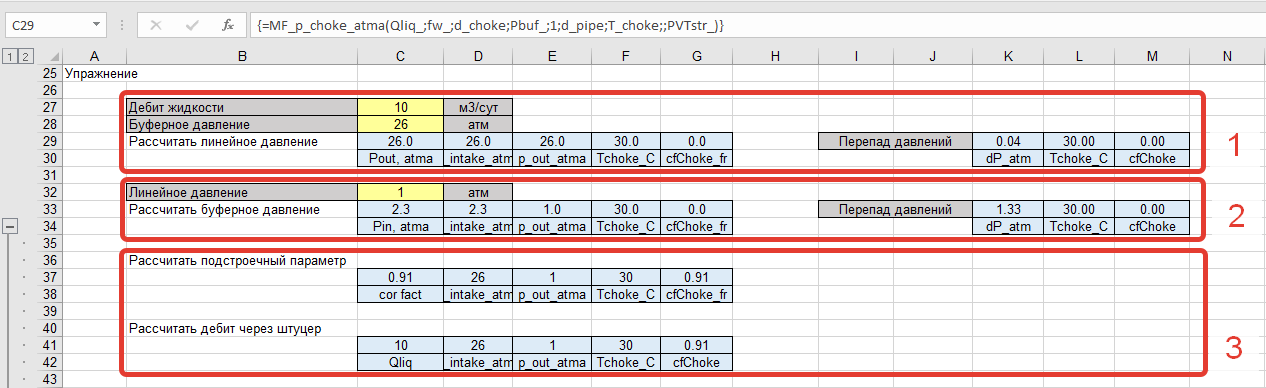 C29 {=MF_p_choke_atma(Qliq_;fw_;d_choke;Pbuf_;1;d_pipe;T_choke;;PVTstr_)}
1 2 A B C D E F G H I J K L M N
25 Упражнение
26
27 Дебит жидкости 10 м3/сут
28 Буферное давление 26 атм
29 Рассчитать линейное давление 26.0 26.0 26.0 30.0 0.0 Перепад давлений 0.04 30.00 0.00
30 Pout, atma _intake_atm p_out_atma Tchoke_C cfChoke_fr dP_atm Tchoke_C cfChoke
1
31
32 Линейное давление 1 атм
33 Рассчитать буферное давление 2.3 2.3 1.0 30.0 0.0 Перепад давлений 1.33 30.00 0.00
34 Pin, atma _intake_atm p_out_atma Tchoke_C cfChoke_fr dP_atm Tchoke_C cfChoke
2
35
36 Рассчитать подстроечный параметр
37 0.91 26 1 30 0.91
38 cor fact _intake_atm p_out_atma Tchoke_C cfChoke_fr
39
40 Рассчитать дебит через штуцер
41 10 26 1 30 0.91
42 Qliq _intake_atm p_out_atma Tchoke_C cfChoke
3
43